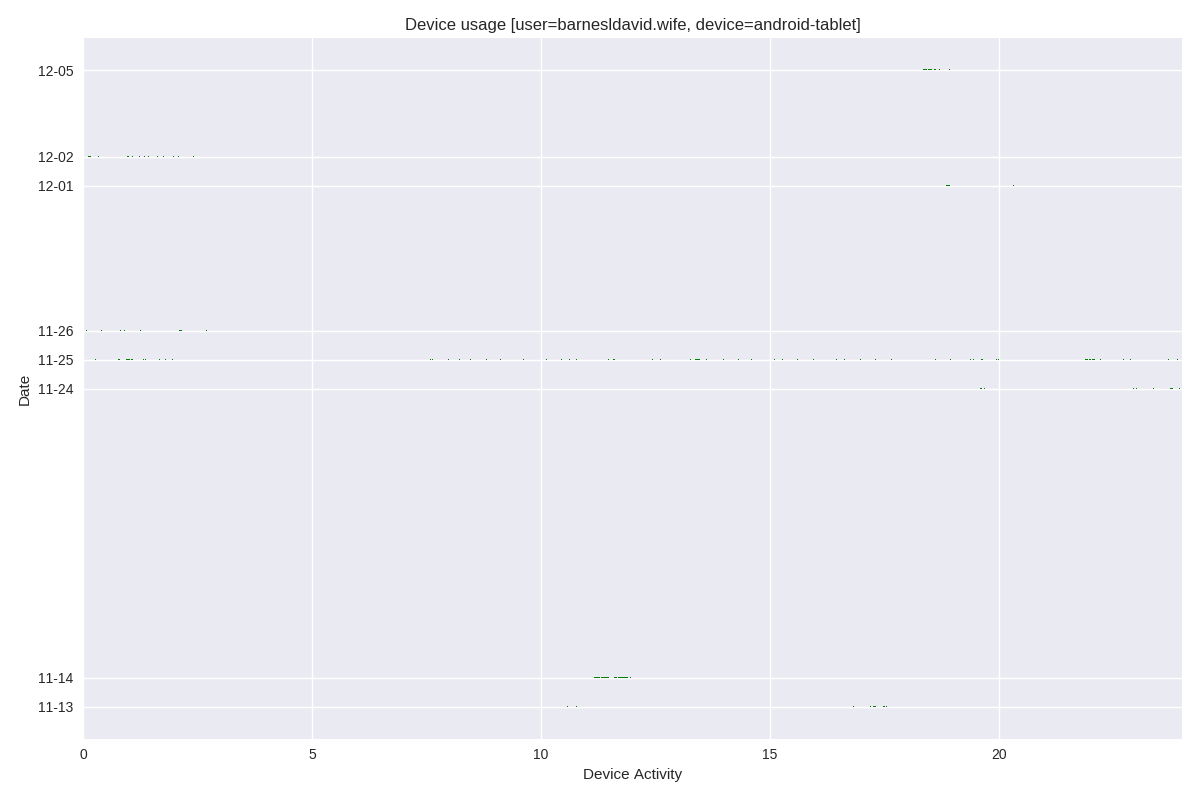 Device usage [user=barnesldavid.wife, device=android-tablet]
12-05
12-02
12-01
11-26
11-25
11-24
11-14
11-13
Date
0 5 10 15 20
Device Activity